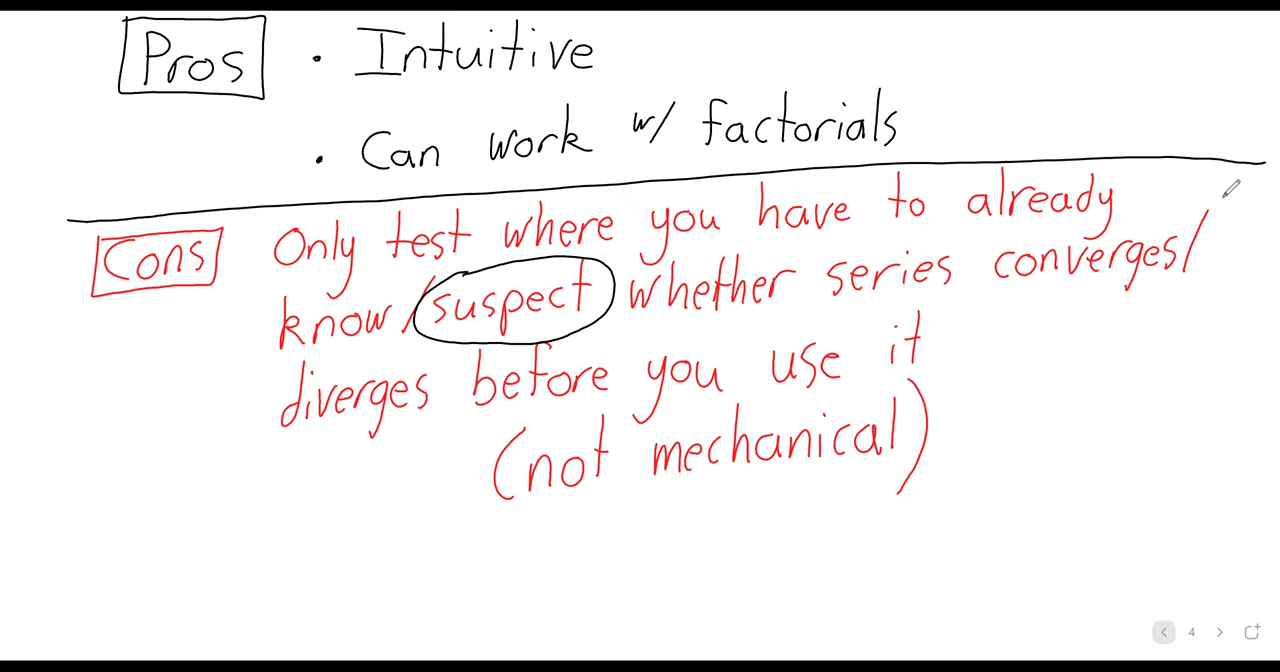 Pros · Intuitive
· Can work w/ factorials
Cons Only test where you have to already
know/suspect whether series converges/
diverges before you use it
(not mechanical)
< 4 >